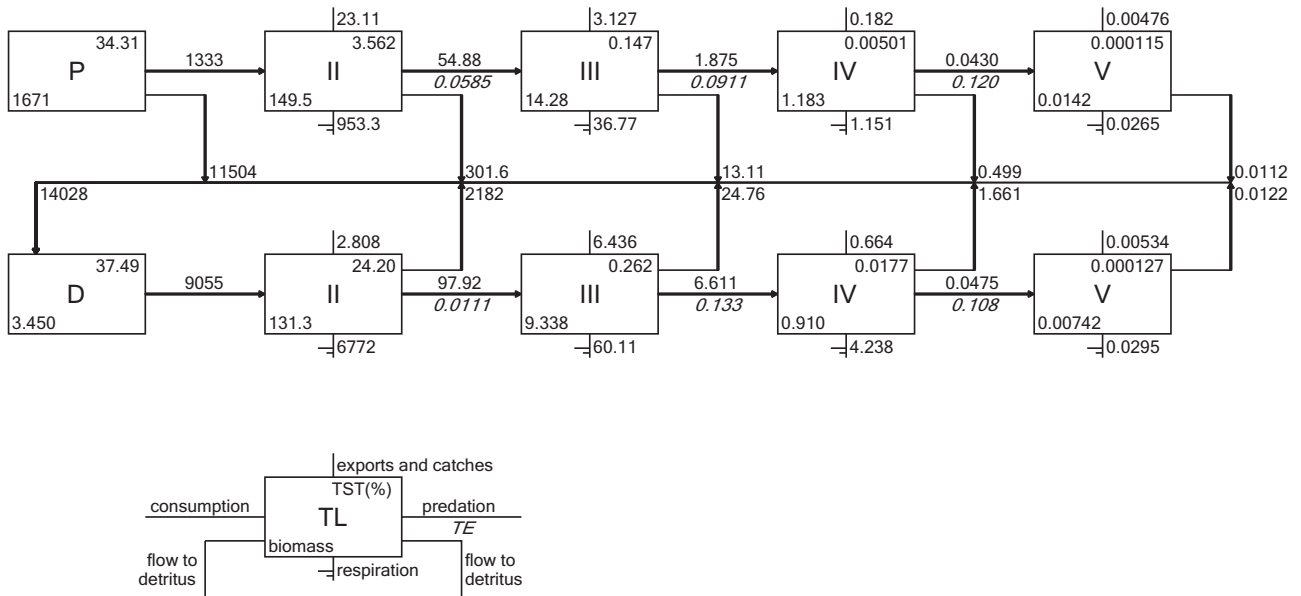 23.11 3.127 0.182 0.00476
34.31 3.562 0.147 0.00501 0.000115
P 1333 II 54.88 III 1.875 IV 0.0430 V
0.0585 0.0911 0.120
1671 149.5 14.28 1.183 0.0142
953.3 36.77 1.151 0.0265
11504 301.6 13.11 0.499 0.0112
14028 2182 24.76 1.661 0.0122
2.808 6.436 0.664 0.00534
37.49 24.20 0.262 0.0177 0.000127
D 9055 II 97.92 III 6.611 IV 0.0475 V
0.0111 0.133 0.108
3.450 131.3 9.338 0.910 0.00742
6772 60.11 4.238 0.0295
exports and catches
TST(%)
consumption TL predation
TE
biomass
flow to detritus
respiration
flow to detritus